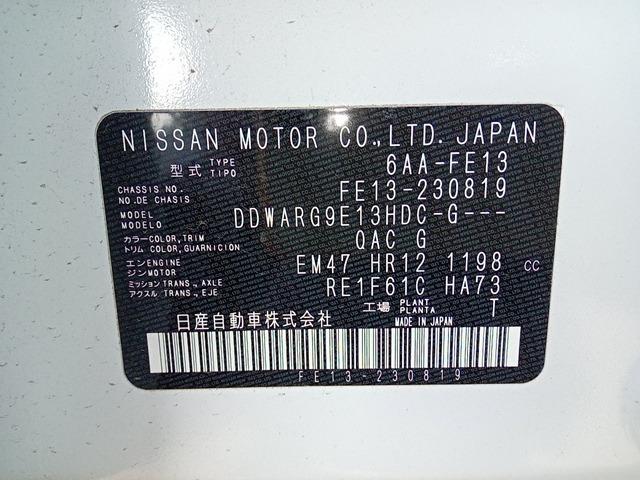 NISSAN MOTOR CO.,LTD. JAPAN
型式 TYPE TIPO 6AA-FE13
CHASSIS NO. NO.DE CHASIS FE13-230819
MODEL MODELO DDWARG9E13HDC-G---
カラー COLOR,TRIM トリム COLOR,GUARNICION QAC G
エンジン ENGINE MOTOR EM47 HR12 1198 CC
ミッション TRANS., AXLE アクスル TRANS., EJE RE1F61C HA73
工場 PLANT PLANTA T
日産自動車株式会社 MADE IN JAPAN
FE13-230819